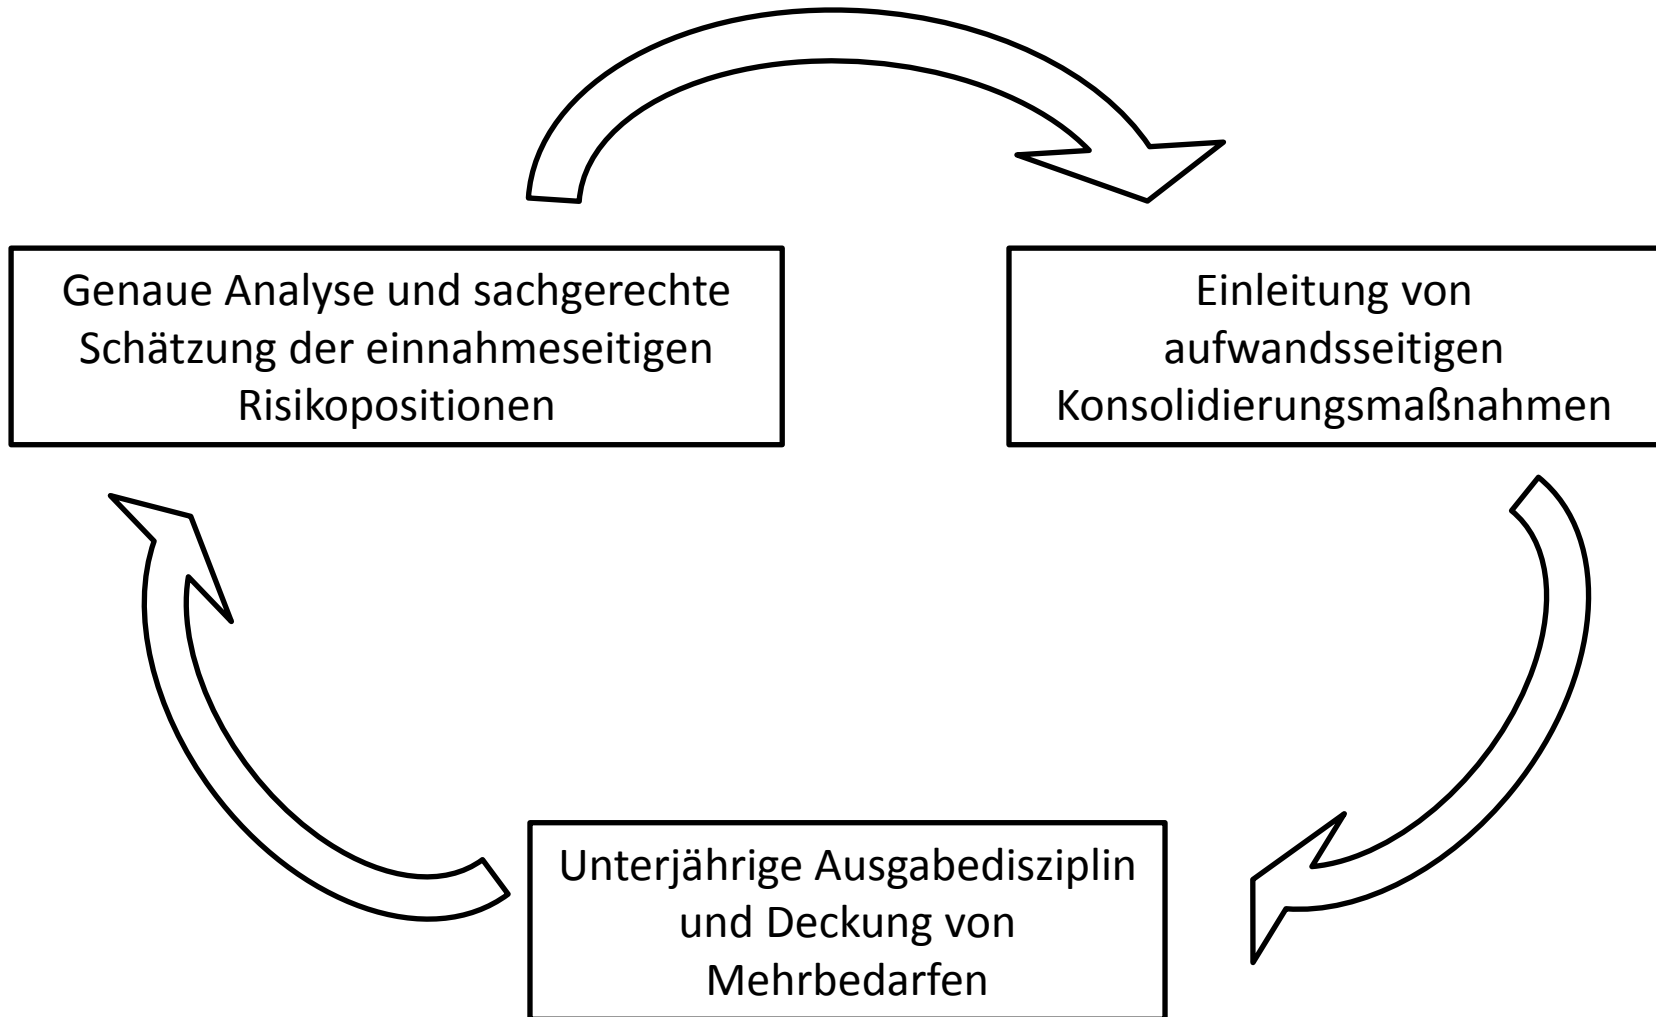 Genaue Analyse und sachgerechte
Schätzung der einnahmeseitigen
Risikopositionen
Einleitung von
aufwandsseitigen
Konsolidierungsmaßnahmen
Unterjährige Ausgabedisziplin
und Deckung von
Mehrbedarfen